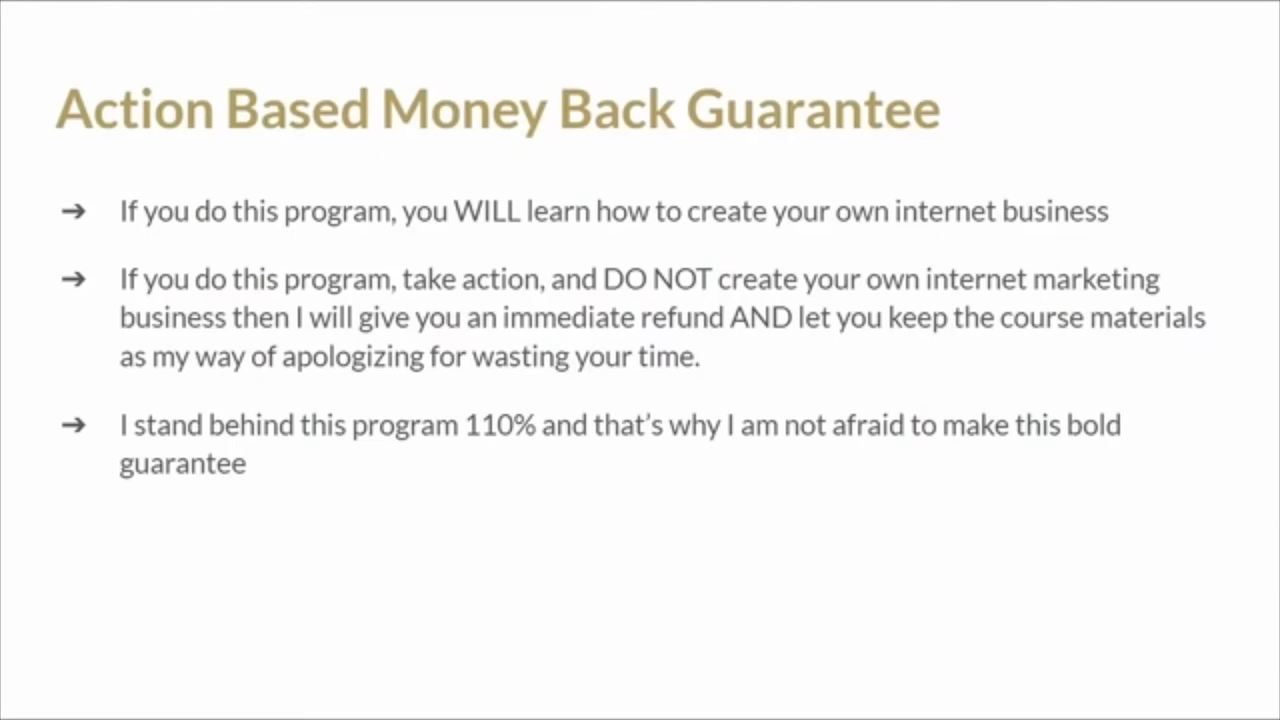 Action Based Money Back Guarantee
➔ If you do this program, you WILL learn how to create your own internet business
➔ If you do this program, take action, and DO NOT create your own internet marketing
business then I will give you an immediate refund AND let you keep the course materials
as my way of apologizing for wasting your time.
➔ I stand behind this program 110% and that’s why I am not afraid to make this bold
guarantee